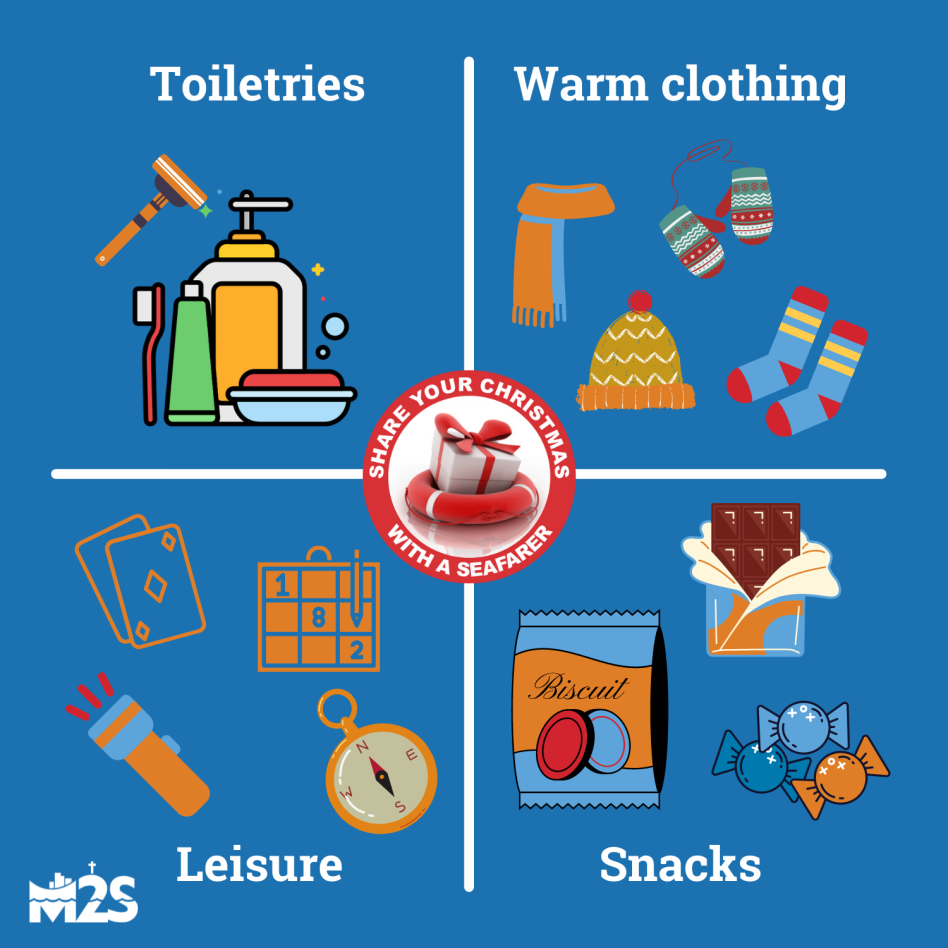 Toiletries
Warm clothing
SHARE YOUR CHRISTMAS
WITH A SEAFARER
1
8
2
N
E
W
S
Biscuit
Leisure
Snacks
M2S